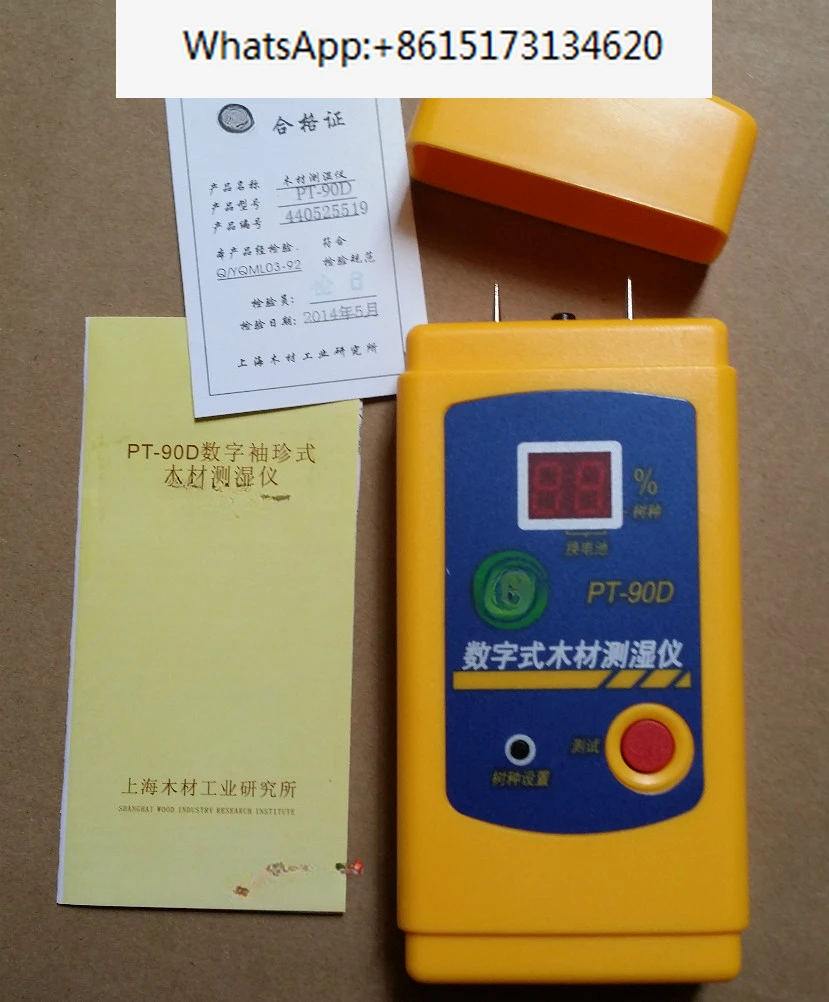 WhatsApp:+8615173134620
合格证
产品名称 木材测湿仪
产品型号 PT-90D
产品编号 440525519
本产品经检验. 符合
Q/YQML03-92 检验规范
检验员:
检验日期: 2014年5月
上海木材工业研究所
PT-90D数字袖珍式
木材测湿仪
上海木材工业研究所
SHANGHAI WOOD INDUSTRY RESEARCH INSTITUTE
%
树种
换电池
PT-90D
数字式木材测湿仪
测试
树种设置